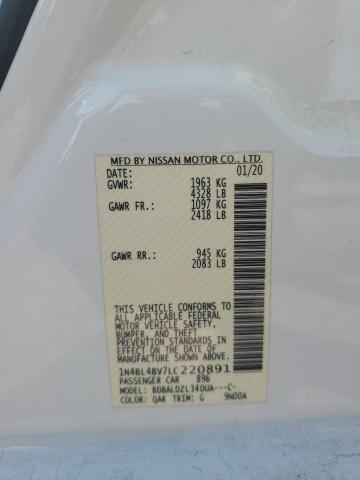 MFD BY NISSAN MOTOR CO., LTD.
DATE: 01/20
GVWR: 1963 KG
4328 LB
GAWR FR.: 1097 KG
2418 LB
GAWR RR.: 945 KG
2083 LB
THIS VEHICLE CONFORMS TO
ALL APPLICABLE FEDERAL
MOTOR VEHICLE SAFETY,
BUMPER, AND THEFT
PREVENTION STANDARDS IN
EFFECT ON THE DATE OF
MANUFACTURE SHOWN ABOVE.
1N4BL4BV7LC220891
PASSENGER CAR 896
MODEL: BDBALDZL34DUA---C-
COLOR: QAK TRIM: G 9N00A